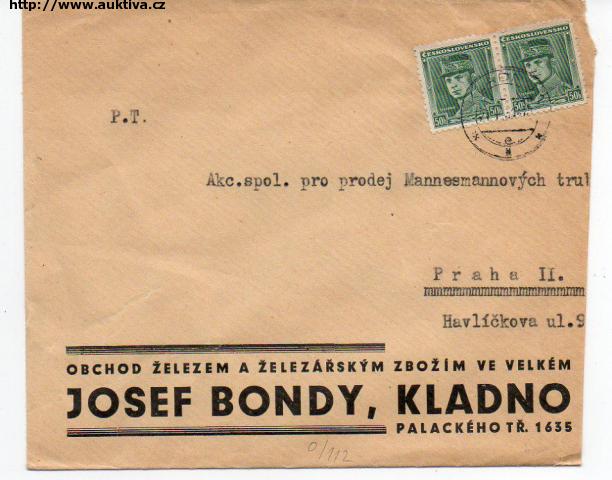 http://www.auktiva.cz
ČESKOSLOVENSKO ČESKOSLOVENSKO
50h 50h
P.T.
Akc.spol. pro prodej Mannesmannových trub
Praha II.
Havlíčkova ul.9
OBCHOD ŽELEZEM A ŽELEZÁŘSKÝM ZBOŽÍM VE VELKÉM
JOSEF BONDY, KLADNO
PALACKÉHO TŘ. 1635
0/112